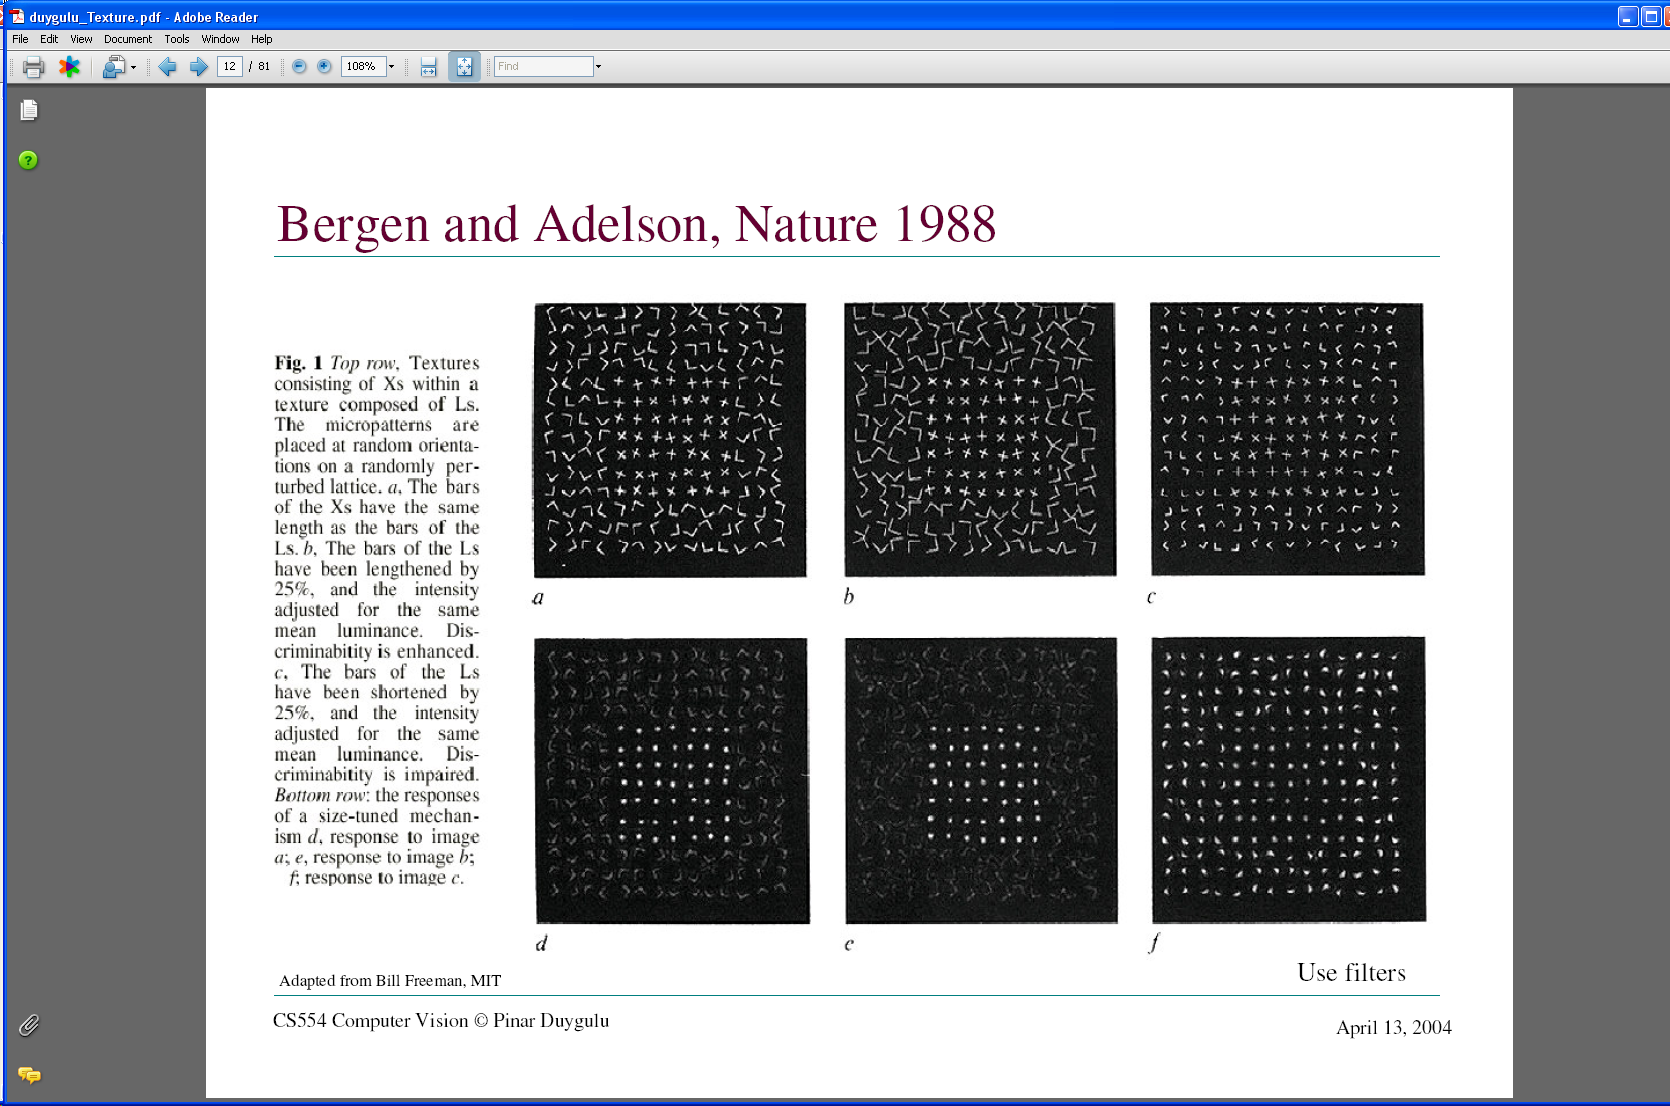 duygulu_Texture.pdf - Adobe Reader
File Edit View Document Tools Window Help
12 / 81 108% Find
Bergen and Adelson, Nature 1988
Fig. 1 Top row, Textures
consisting of Xs within a
texture composed of Ls.
The micropatterns are
placed at random orienta-
tions on a randomly per-
turbed lattice. a, The bars
of the Xs have the same
length as the bars of the
Ls. b, The bars of the Ls
have been lengthened by
25%, and the intensity
adjusted for the same
mean luminance. Dis-
criminabitity is enhanced.
c, The bars of the Ls
have been shortened by
25%, and the intensity
adjusted for the same
mean luminance. Dis-
criminabitity is impaired.
Bottom row: the responses
of a size-tuned mechan-
ism d, response to image
a; e, response to image b;
f; response to image c.
a
b
c
d
e
f
Use filters
Adapted from Bill Freeman, MIT
CS554 Computer Vision © Pinar Duygulu
April 13, 2004